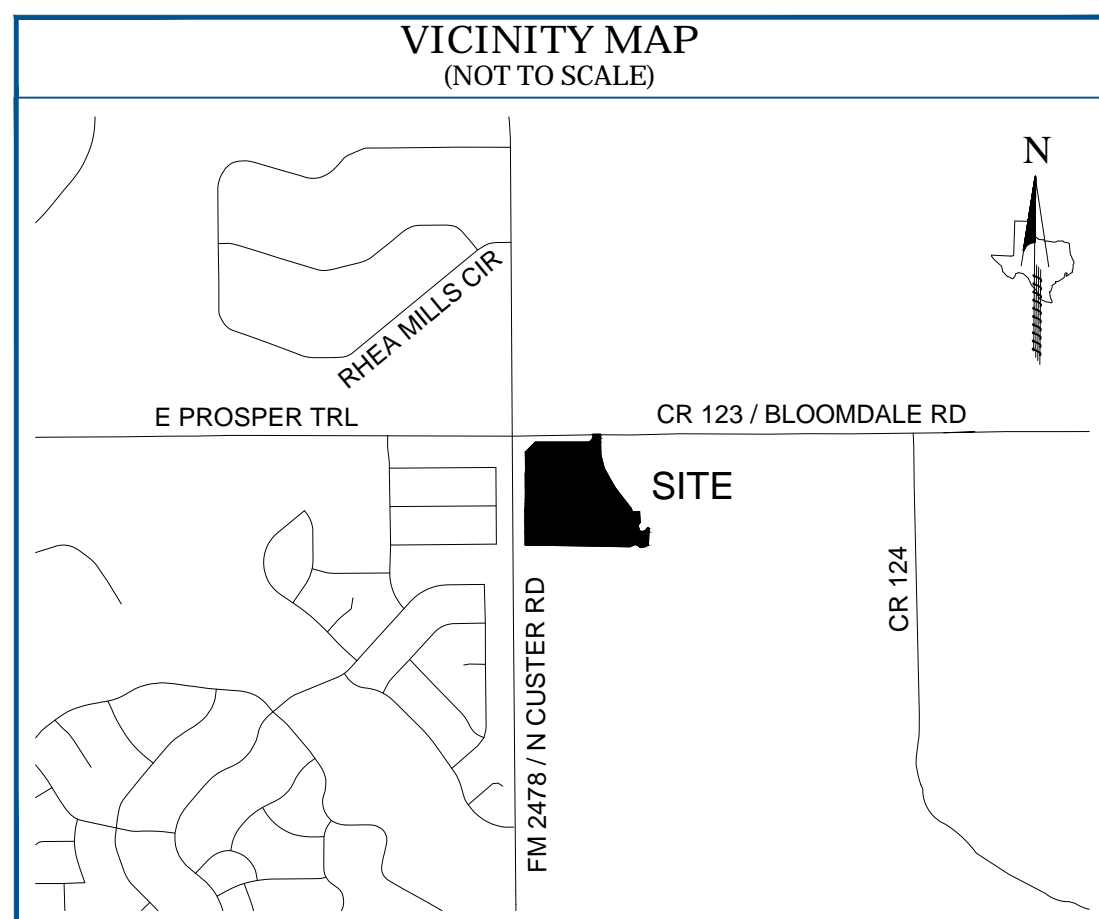 VICINITY MAP
(NOT TO SCALE)
N
RHEA MILLS CIR
E PROSPER TRL
CR 123 / BLOOMDALE RD
SITE
CR 124
FM 2478 / N CUSTER RD